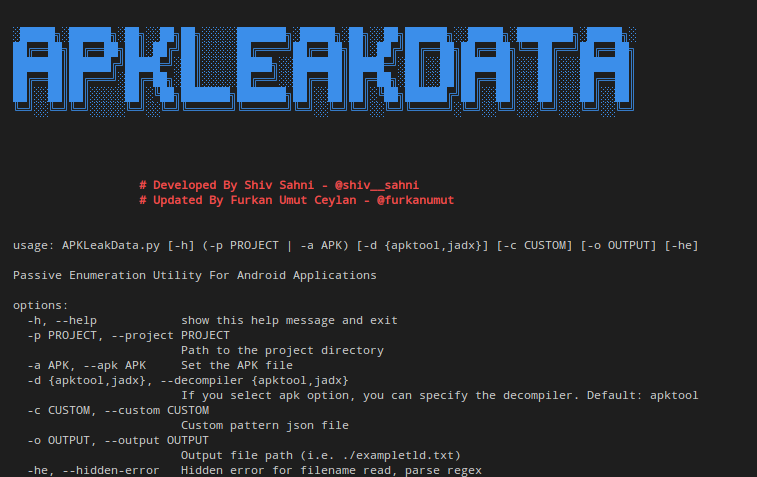 APKLEAKDATA
# Developed By Shiv Sahni - @shiv__sahni
# Updated By Furkan Umut Ceylan - @furkanumut
usage: APKLeakData.py [-h] (-p PROJECT | -a APK) [-d {apktool,jadx}] [-c CUSTOM] [-o OUTPUT] [-he]
Passive Enumeration Utility For Android Applications
options:
-h, --help show this help message and exit
-p PROJECT, --project PROJECT
Path to the project directory
-a APK, --apk APK Set the APK file
-d {apktool,jadx}, --decompiler {apktool,jadx}
If you select apk option, you can specify the decompiler. Default: apktool
-c CUSTOM, --custom CUSTOM
Custom pattern json file
-o OUTPUT, --output OUTPUT
Output file path (i.e. ./exampletld.txt)
-he, --hidden-error Hidden error for filename read, parse regex